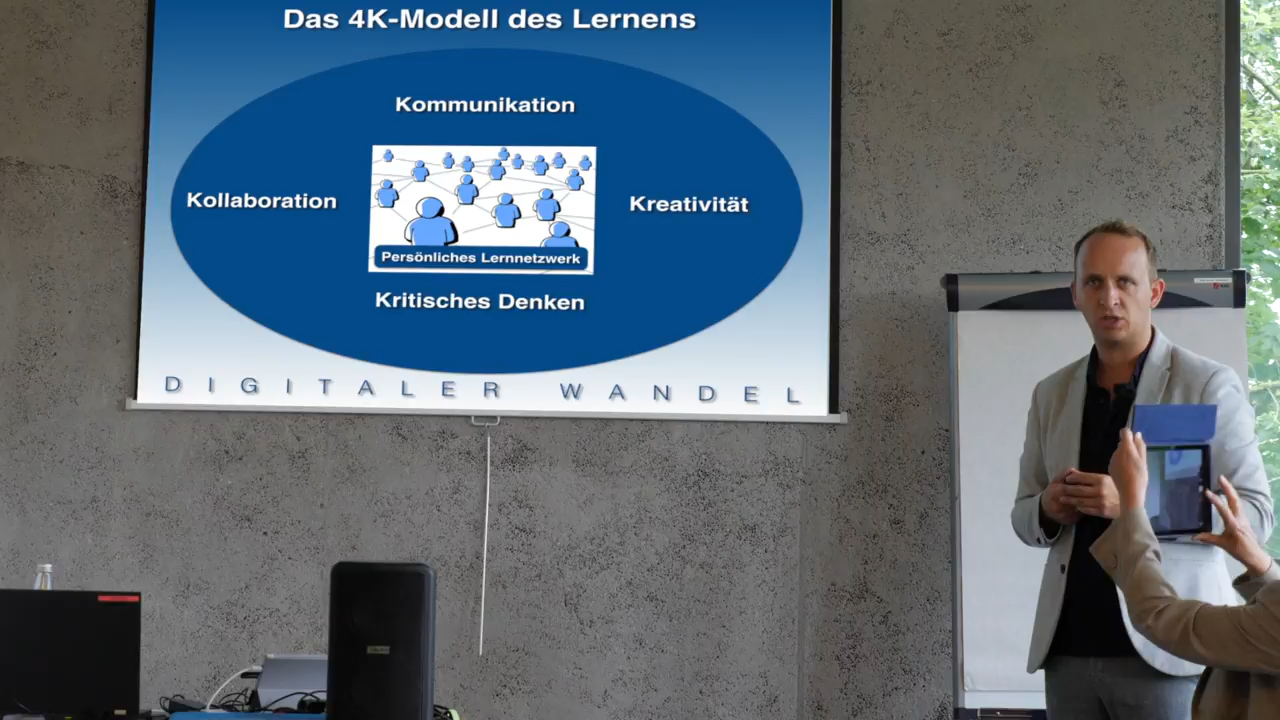 Das 4K-Modell des Lernens
Kommunikation
Kollaboration
Kreativität
Persönliches Lernnetzwerk
Kritisches Denken
DIGITALER WANDEL